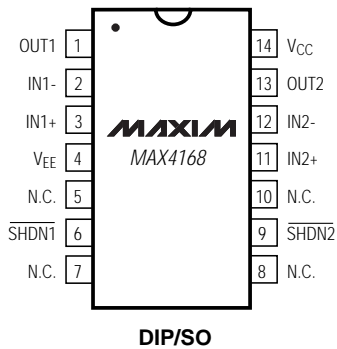 OUT1 1 14 VCC
IN1- 2 13 OUT2
IN1+ 3 MAXIM 12 IN2-
VEE 4 MAX4168 11 IN2+
N.C. 5 10 N.C.
SHDN1 6 9 SHDN2
N.C. 7 8 N.C.
DIP/SO